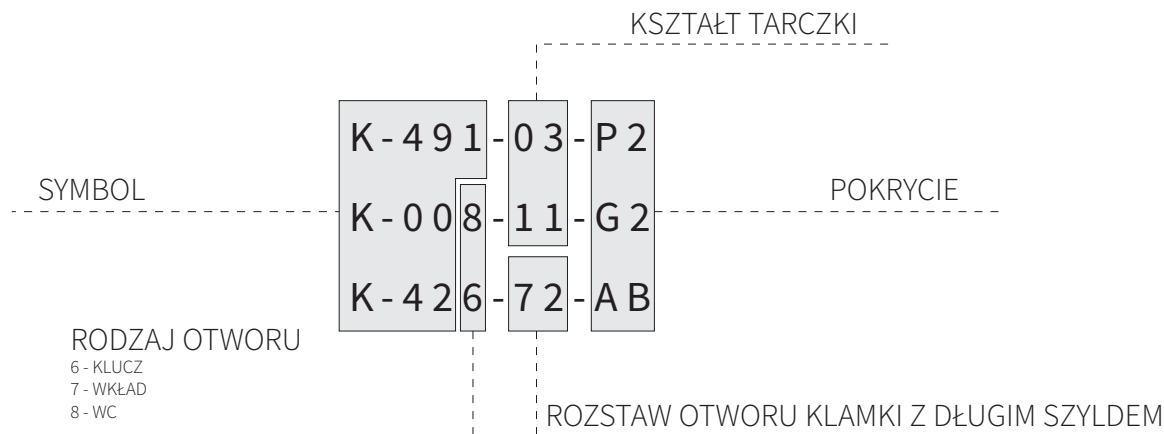 KSZTAŁT TARCZKI
K-491-03-P2
SYMBOL
POKRYCIE
K-008-11-G2
K-426-72-AB
RODZAJ OTWORU
6 - KLUCZ
7 - WKŁAD
8 - WC
ROZSTAW OTWORU KLAMKI Z DŁUGIM SZYLDEM